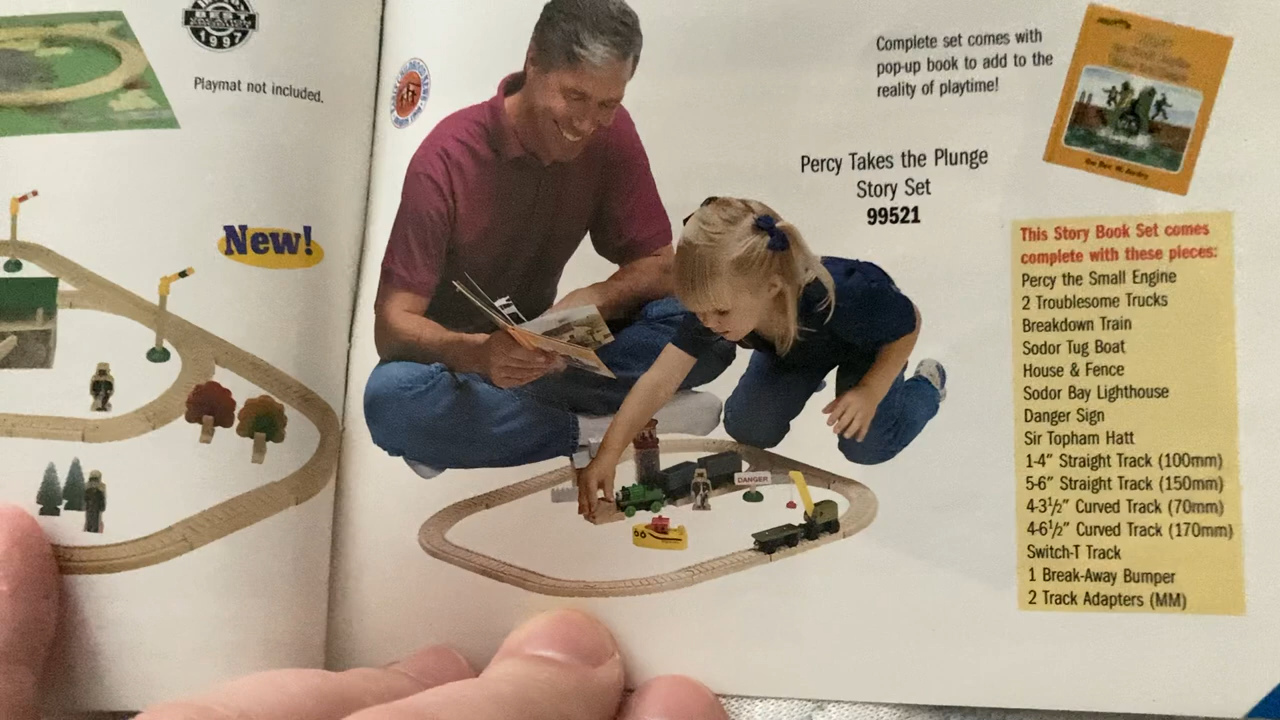 BEST
1997
Playmat not included.
New!
Complete set comes with
pop-up book to add to the
reality of playtime!
Percy Takes the Plunge
Story Set
99521
This Story Book Set comes
complete with these pieces:
Percy the Small Engine
2 Troublesome Trucks
Breakdown Train
Sodor Tug Boat
House & Fence
Sodor Bay Lighthouse
Danger Sign
Sir Topham Hatt
1-4" Straight Track (100mm)
5-6" Straight Track (150mm)
4-3½" Curved Track (70mm)
4-6½" Curved Track (170mm)
Switch-T Track
1 Break-Away Bumper
2 Track Adapters (MM)
DANGER